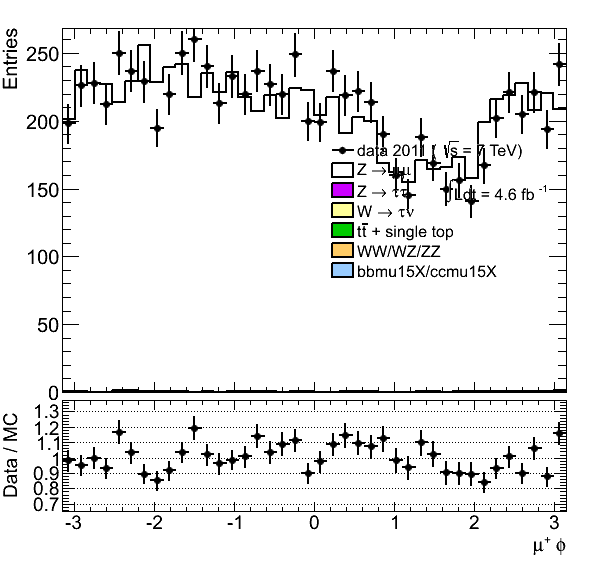 Entries
250
200
150
100
50
0
data 2011 ( √s = 7 TeV)
Z → μμ
Z → ττ
∫Ldt = 4.6 fb⁻¹
W → τν
tt̄ + single top
WW/WZ/ZZ
bbmu15X/ccmu15X
Data / MC
1.3
1.2
1.1
1
0.9
0.8
0.7
-3 -2 -1 0 1 2 3
μ⁺ ϕ